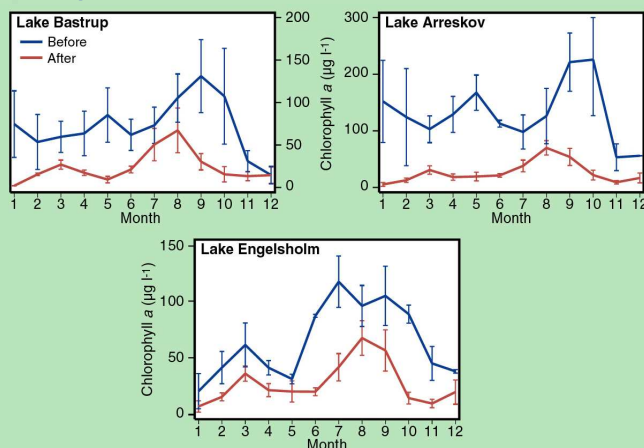 Lake Bastrup
Before
After
200
150
100
50
0
1 2 3 4 5 6 7 8 9 10 11 12
Month
Chlorophyll a (µg l-1)
Lake Arreskov
300
200
100
0
1 2 3 4 5 6 7 8 9 10 11 12
Month
Lake Engelsholm
Chlorophyll a (µg l-1)
150
100
50
0
1 2 3 4 5 6 7 8 9 10 11 12
Month